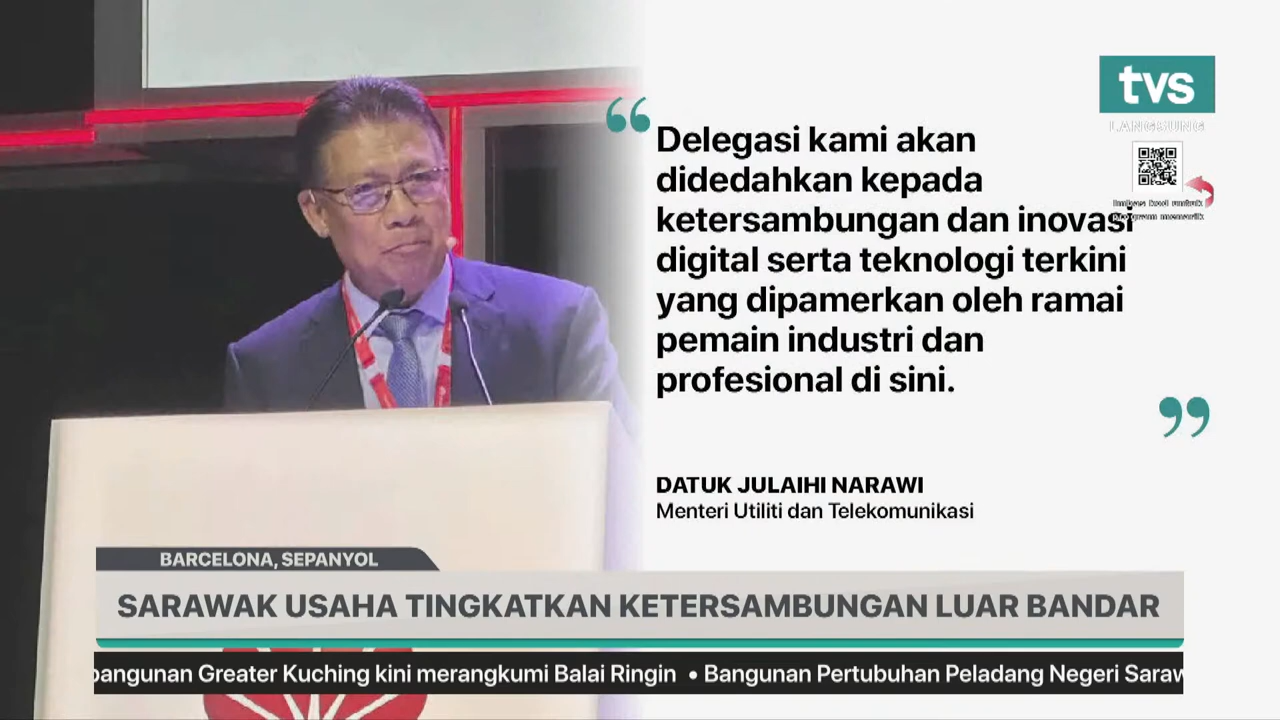 tvs
LANGSUNG
“
Delegasi kami akan
didedahkan kepada
ketersambungan dan inovasi
digital serta teknologi terkini
yang dipamerkan oleh ramai
pemain industri dan
profesional di sini.
”
DATUK JULAIHI NARAWI
Menteri Utiliti dan Telekomunikasi
BARCELONA, SEPANYOL
SARAWAK USAHA TINGKATKAN KETERSAMBUNGAN LUAR BANDAR
bangunan Greater Kuching kini merangkumi Balai Ringin • Bangunan Pertubuhan Peladang Negeri Saraw